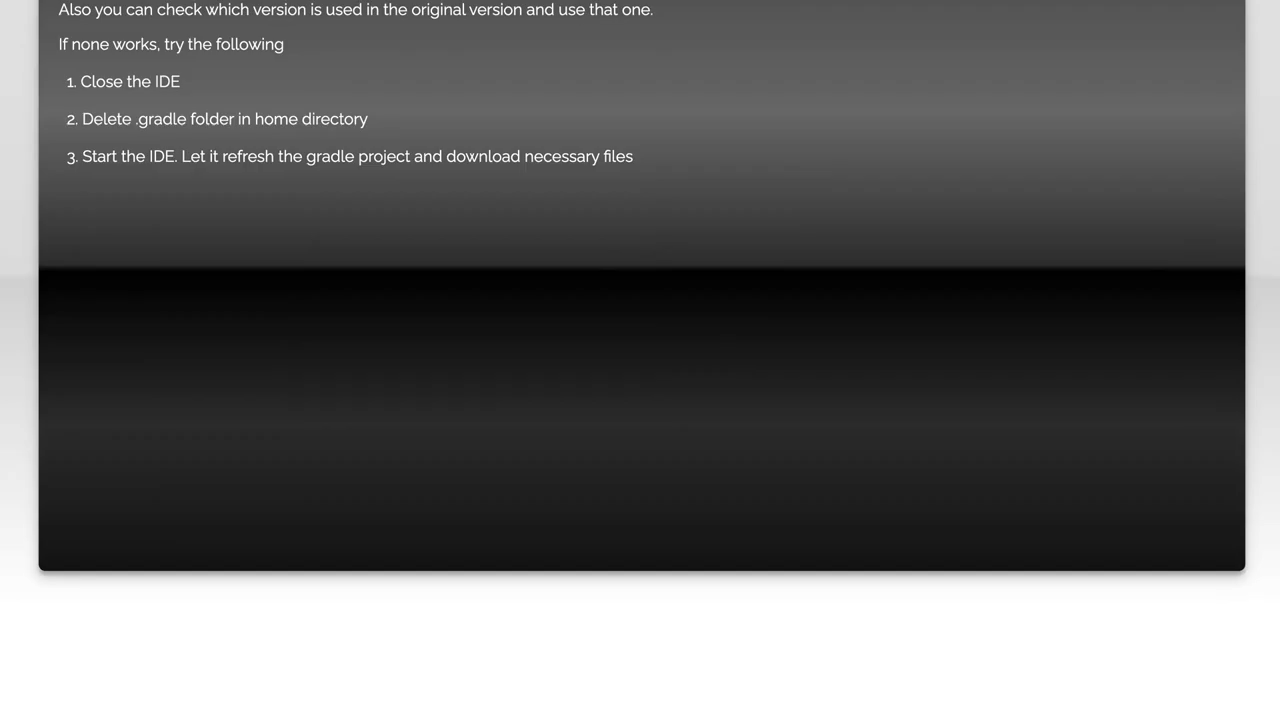 Also you can check which version is used in the original version and use that one.
If none works, try the following
1. Close the IDE
2. Delete .gradle folder in home directory
3. Start the IDE. Let it refresh the gradle project and download necessary files